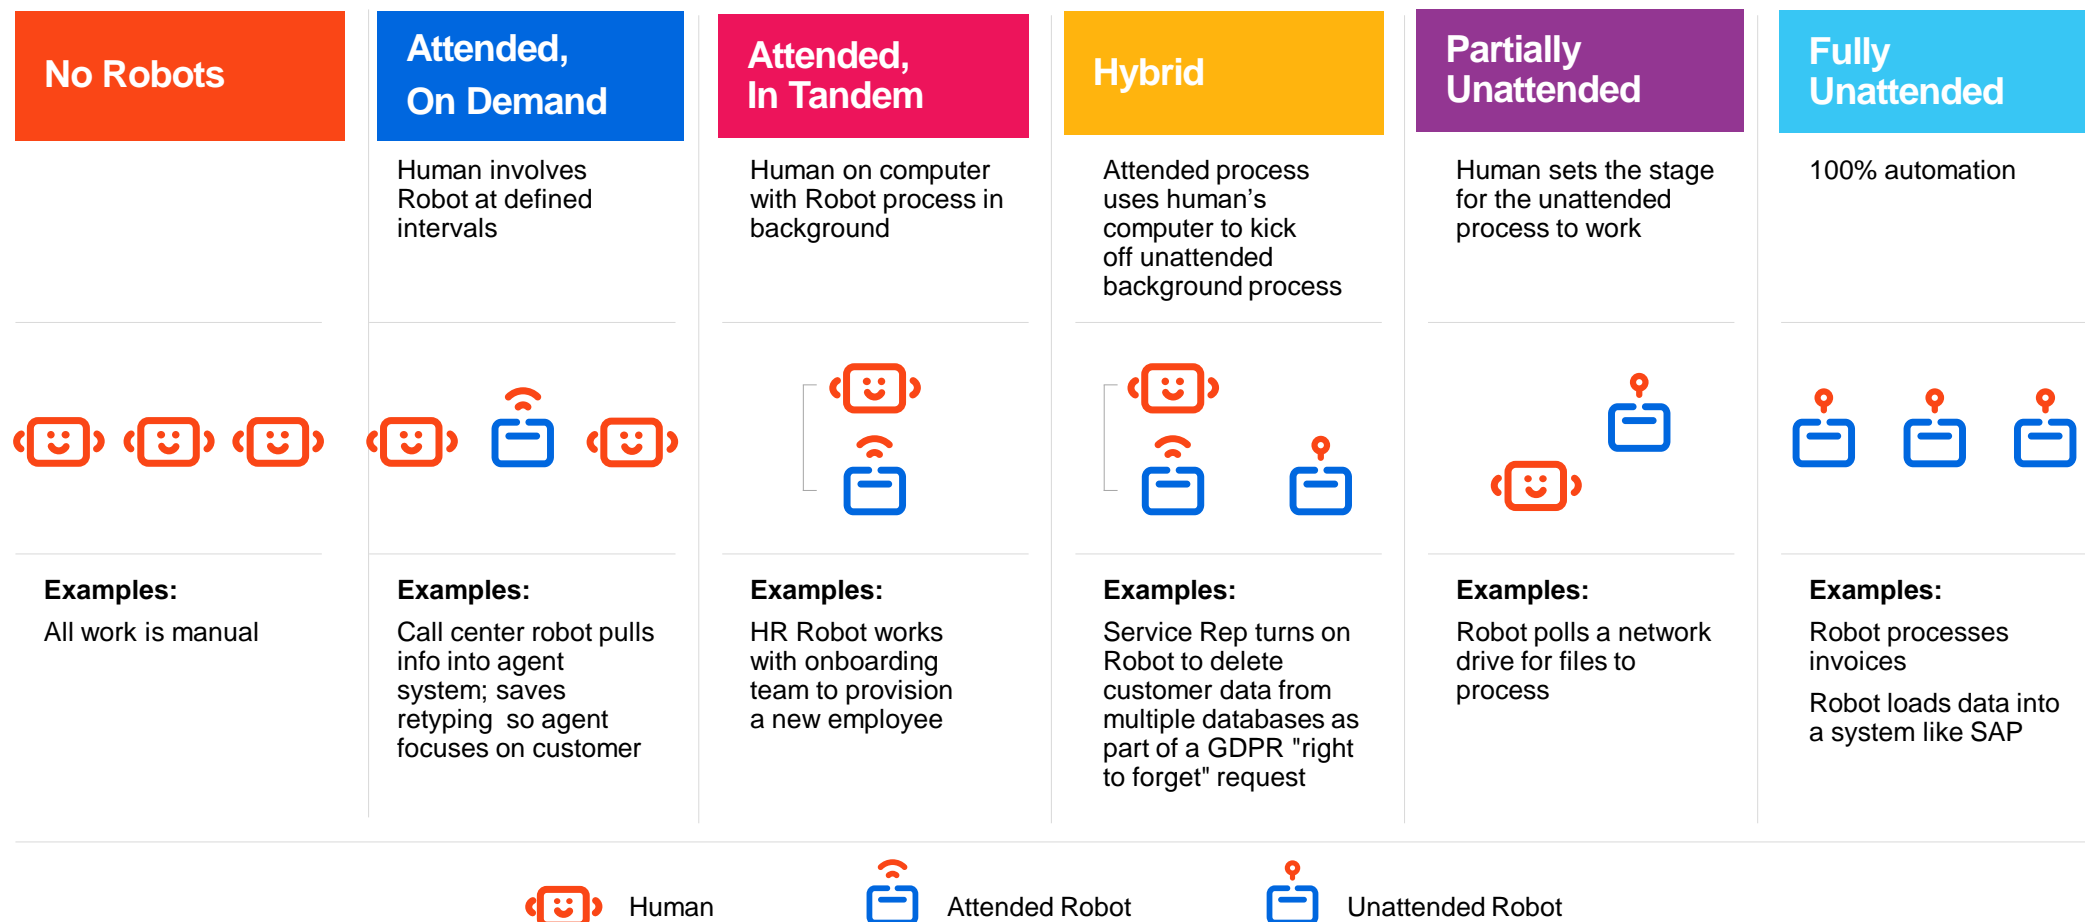 No Robots
Attended,
On Demand
Attended,
In Tandem
Hybrid
Partially
Unattended
Fully
Unattended
Human involves
Robot at defined
intervals
Human on computer
with Robot process in
background
Attended process
uses human’s
computer to kick
off unattended
background process
Human sets the stage
for the unattended
process to work
100% automation
Examples:
All work is manual
Examples:
Call center robot pulls
info into agent
system; saves
retyping  so agent
focuses on customer
Examples:
HR Robot works
with onboarding
team to provision
a new employee
Examples:
Service Rep turns on
Robot to delete
customer data from
multiple databases as
part of a GDPR "right
to forget" request
Examples:
Robot polls a network
drive for files to
process
Examples:
Robot processes
invoices
Robot loads data into
a system like SAP
Human
Attended Robot
Unattended Robot